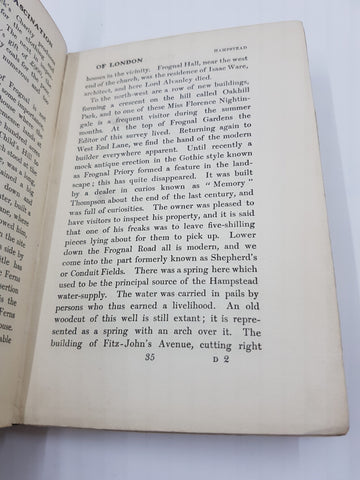 ASCINATION
Ferns
ouse.
able
OF LONDON
HAMPSTEAD
houses in the vicinity. Frognal Hall, near the west
end of the church, was the residence of Isaac Ware,
architect, and here Lord Alvanley died.
To the north-west are a row of new buildings,
forming a crescent on the hill called Oakhill
Park, and to one of these Miss Florence Nightin-
gale is a frequent visitor during the summer
months. At the top of Frognal Gardens the
Editor of this survey lived. Returning again to
West End Lane, we find the hand of the modern
builder everywhere apparent. Until recently a
mock antique erection in the Gothic style known
as Frognal Priory formed a feature in the land-
scape; this has quite disappeared. It was built
by a dealer in curios known as "Memory"
Thompson about the end of the last century, and
was full of curiosities. The owner was pleased to
have visitors to inspect his property, and it is said
that one of his freaks was to leave five-shilling
pieces lying about for them to pick up. Lower
down the Frognal Road all is modern, and we
come into the part formerly known as Shepherd's
or Conduit Fields. There was a spring here which
used to be the principal source of the Hampstead
water-supply. The water was carried in pails by
persons who thus earned a livelihood. An old
woodcut of this well is still extant; it is repre-
sented as a spring with an arch over it. The
building of Fitz-John's Avenue, cutting right
35
D 2